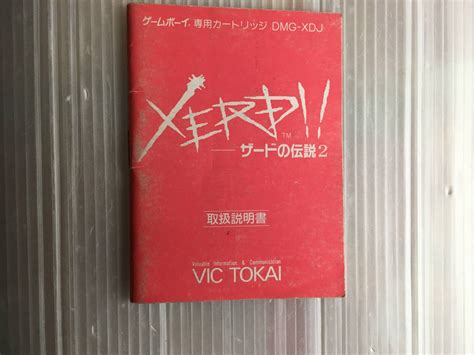 ゲームボーイ専用カートリッジ DMG-XDJ
XERD!!
TM
ザードの伝説2
取扱説明書
Valuable Information & Communication
VIC TOKAI